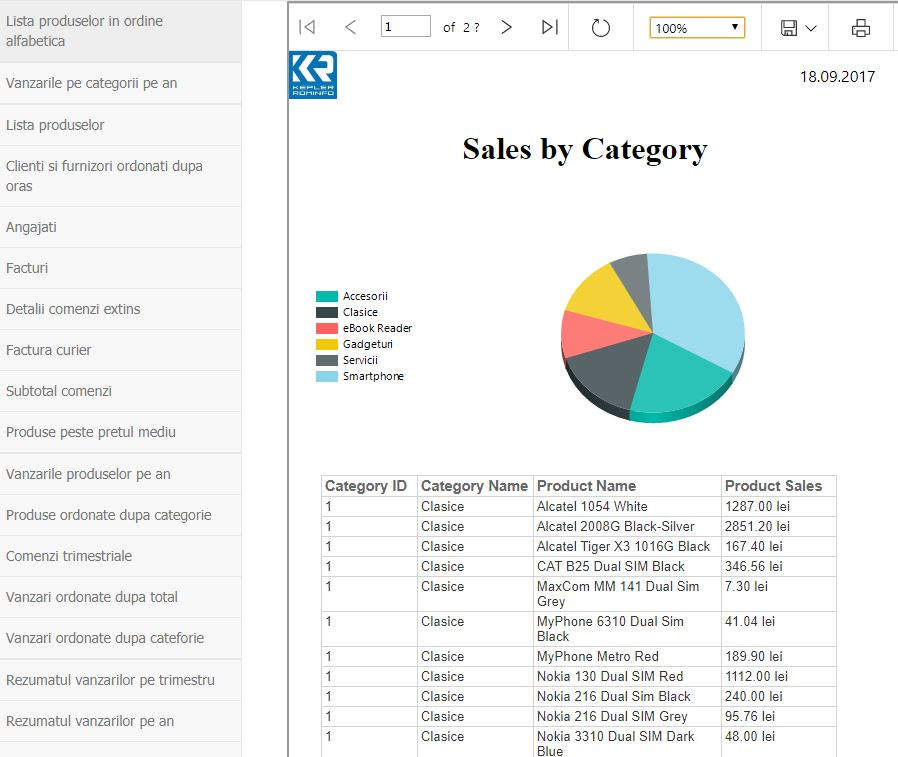 Lista produselor in ordine
alfabetica
Vanzarile pe categorii pe an
Lista produselor
Clienti si furnizori ordonati dupa
oras
Angajati
Facturi
Detalii comenzi extins
Factura curier
Subtotal comenzi
Produse peste pretul mediu
Vanzarile produselor pe an
Produse ordonate dupa categorie
Comenzi trimestriale
Vanzari ordonate dupa total
Vanzari ordonate dupa cateforie
Rezumatul vanzarilor pe trimestru
Rezumatul vanzarilor pe an
1 of 2 ? 100%
KR
KEPLER
ROMINFO
18.09.2017
Sales by Category
Accesorii
Clasice
eBook Reader
Gadgeturi
Servicii
Smartphone
Category ID Category Name Product Name Product Sales
1 Clasice Alcatel 1054 White 1287.00 lei
1 Clasice Alcatel 2008G Black-Silver 2851.20 lei
1 Clasice Alcatel Tiger X3 1016G Black 167.40 lei
1 Clasice CAT B25 Dual SIM Black 346.56 lei
1 Clasice MaxCom MM 141 Dual Sim 7.30 lei
Grey
1 Clasice MyPhone 6310 Dual Sim 41.04 lei
Black
1 Clasice MyPhone Metro Red 189.90 lei
1 Clasice Nokia 130 Dual SIM Red 1112.00 lei
1 Clasice Nokia 216 Dual Sim Black 240.00 lei
1 Clasice Nokia 216 Dual SIM Grey 95.76 lei
1 Clasice Nokia 3310 Dual SIM Dark 48.00 lei
Blue